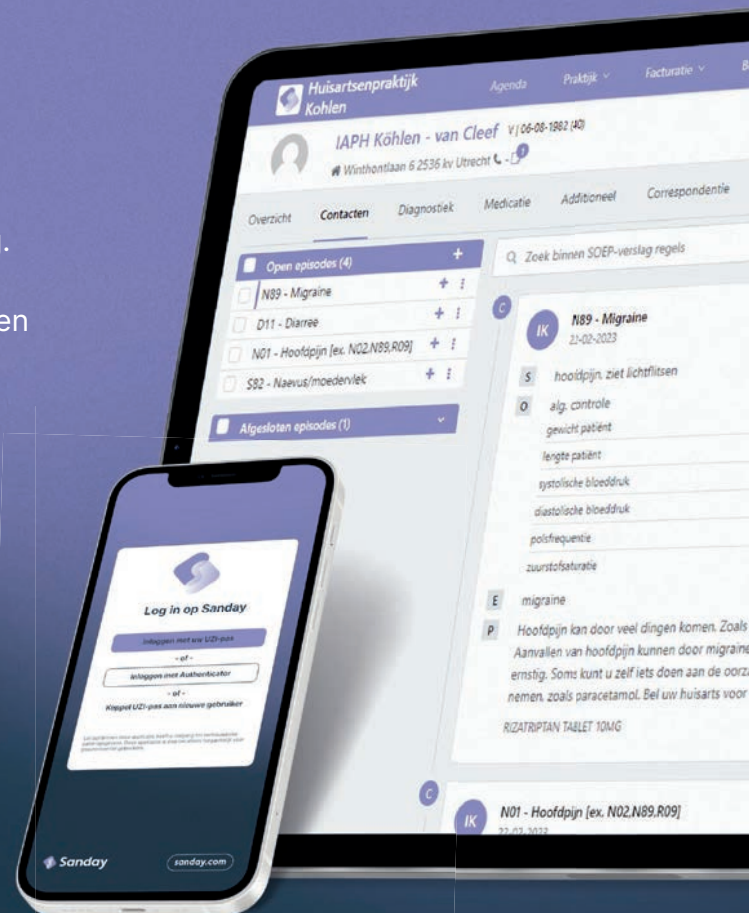 .
en
Huisartsenpraktijk
Kohlen
Agenda
Praktijk
Facturatie
B
IAPH Köhlen - van Cleef V | 06-08-1982 (40)
Winthontlaan 6 2536 kv Utrecht -
Overzicht
Contacten
Diagnostiek
Medicatie
Additioneel
Correspondentie
Open episodes (4) +
N89 - Migraine +
D11 - Diarree +
N01 - Hoofdpijn [ex. N02,N89,R09] +
S82 - Naevus/moedervlek +
Afgesloten episodes (1)
Zoek binnen SOEP-verslag regels
C
IK
N89 - Migraine
21-02-2023
S hoofdpijn, ziet lichtflitsen
O alg. controle
gewicht patiënt
lengte patiënt
systolische bloeddruk
diastolische bloeddruk
polsfrequentie
zuurstofsaturatie
E migraine
P Hoofdpijn kan door veel dingen komen. Zoals
Aanvallen van hoofdpijn kunnen door migraine
ernstig. Soms kunt u zelf iets doen aan de oorza
nemen, zoals paracetamol. Bel uw huisarts voor
RIZATRIPTAN TABLET 10MG
C
IK
N01 - Hoofdpijn [ex. N02,N89,R09]
22-02-2023
Log in op Sanday
Inloggen met uw UZI-pas
- of -
Inloggen met Authenticator
- of -
Koppel UZI-pas aan nieuwe gebruiker
Sanday
sanday.com